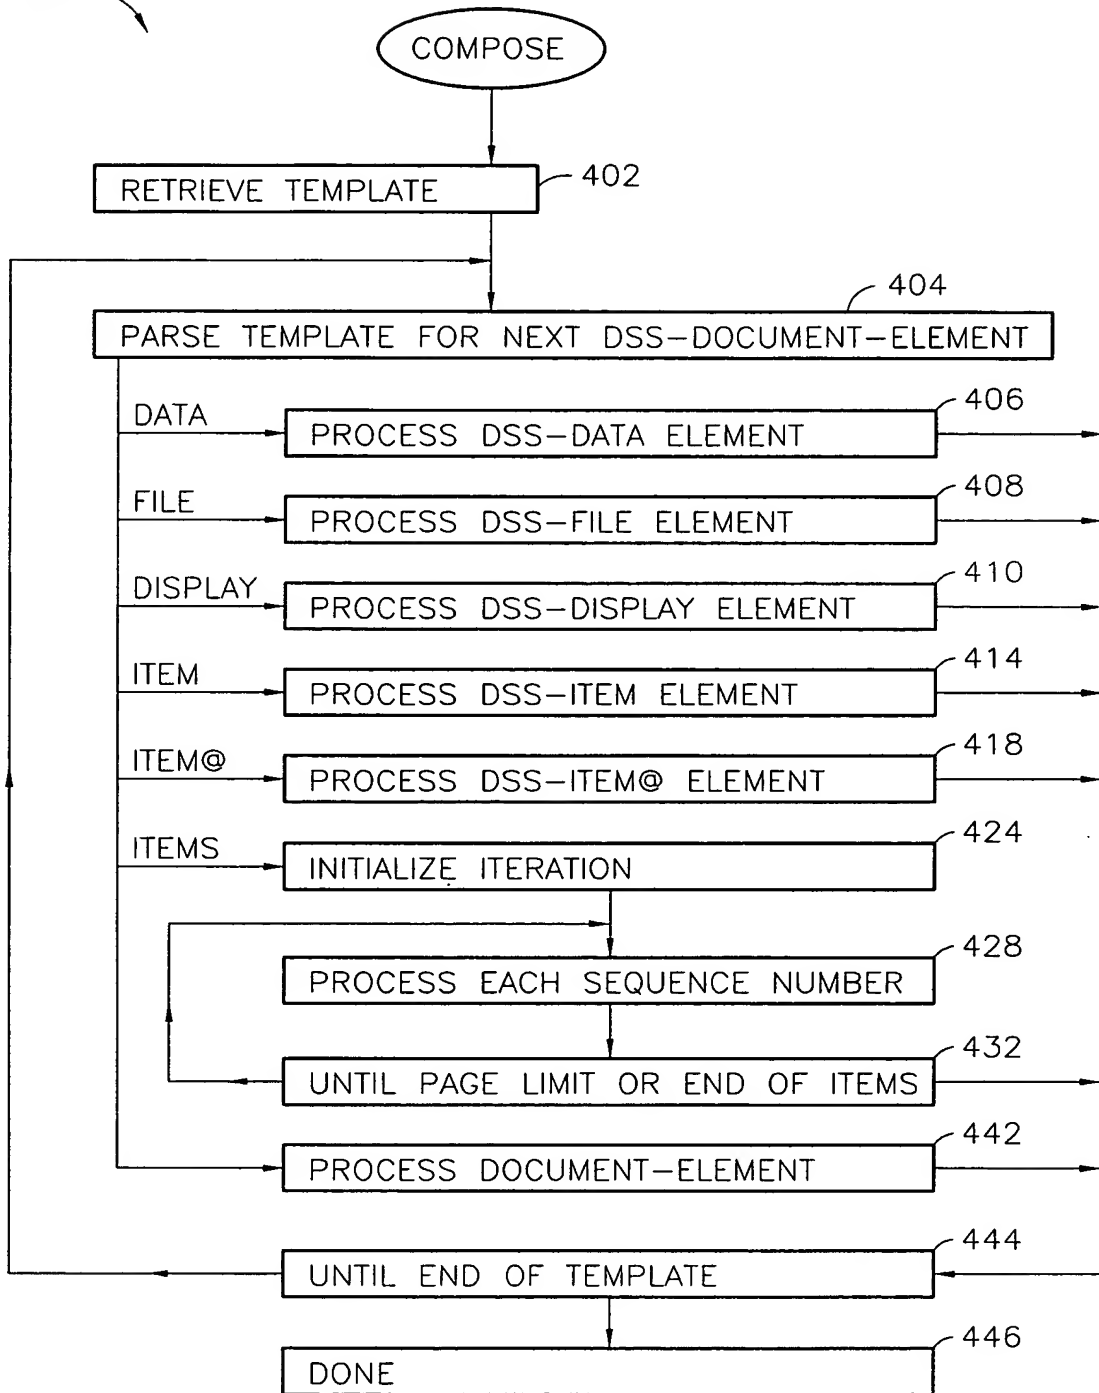 COMPOSE
RETRIEVE TEMPLATE
402
404
PARSE TEMPLATE FOR NEXT DSS-DOCUMENT-ELEMENT
DATA
406
PROCESS DSS-DATA ELEMENT
FILE
408
PROCESS DSS-FILE ELEMENT
DISPLAY
410
PROCESS DSS-DISPLAY ELEMENT
ITEM
414
PROCESS DSS-ITEM ELEMENT
ITEM@
418
PROCESS DSS-ITEM@ ELEMENT
ITEMS
424
INITIALIZE ITERATION
428
PROCESS EACH SEQUENCE NUMBER
432
UNTIL PAGE LIMIT OR END OF ITEMS
442
PROCESS DOCUMENT-ELEMENT
444
UNTIL END OF TEMPLATE
446
DONE